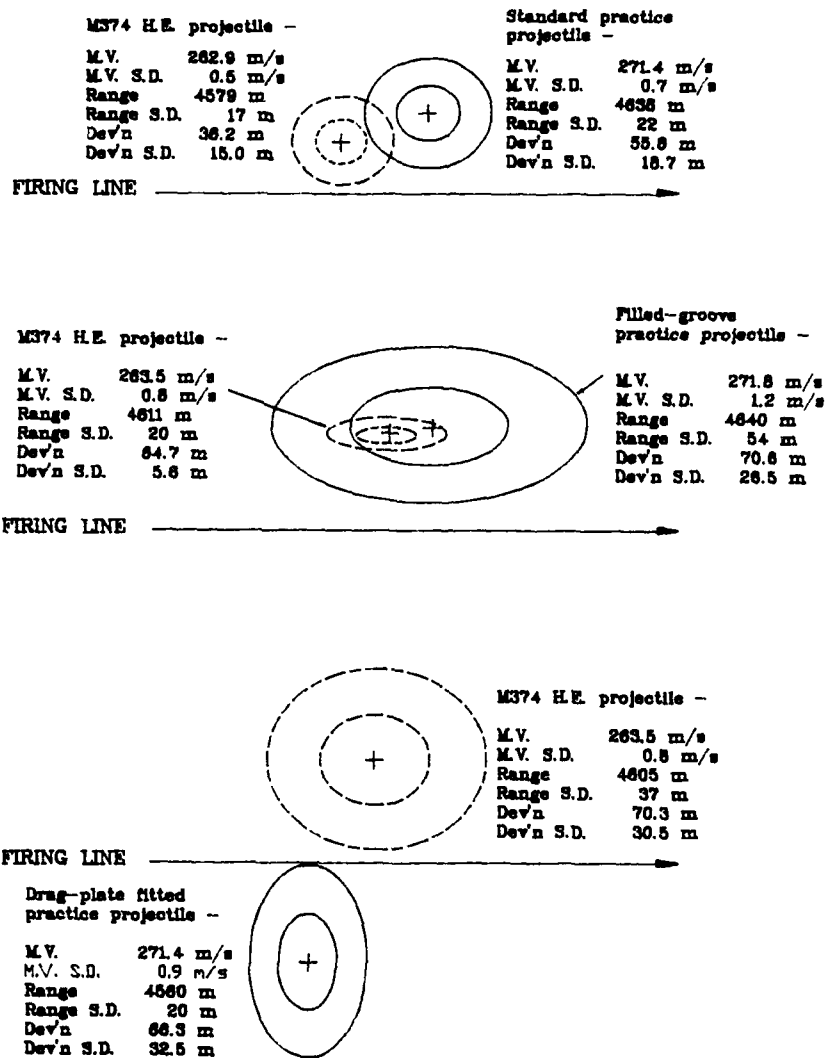 M374 H.E. projectile –
M.V. 262.9 m/s
M.V. S.D. 0.5 m/s
Range 4579 m
Range S.D. 17 m
Dev'n 36.2 m
Dev'n S.D. 15.0 m
Standard practice
projectile –
M.V. 271.4 m/s
M.V. S.D. 0.7 m/s
Range 4638 m
Range S.D. 22 m
Dev'n 55.8 m
Dev'n S.D. 18.7 m
FIRING LINE
M374 H.E. projectile –
M.V. 263.5 m/s
M.V. S.D. 0.8 m/s
Range 4611 m
Range S.D. 20 m
Dev'n 64.7 m
Dev'n S.D. 5.6 m
Filled-groove
practice projectile –
M.V. 271.8 m/s
M.V. S.D. 1.2 m/s
Range 4640 m
Range S.D. 54 m
Dev'n 70.6 m
Dev'n S.D. 26.5 m
FIRING LINE
M374 H.E. projectile –
M.V. 263.5 m/s
M.V. S.D. 0.8 m/s
Range 4605 m
Range S.D. 37 m
Dev'n 70.3 m
Dev'n S.D. 30.5 m
FIRING LINE
Drag-plate fitted
practice projectile –
M.V. 271.4 m/s
M.V. S.D. 0.9 m/s
Range 4560 m
Range S.D. 20 m
Dev'n 66.3 m
Dev'n S.D. 32.5 m